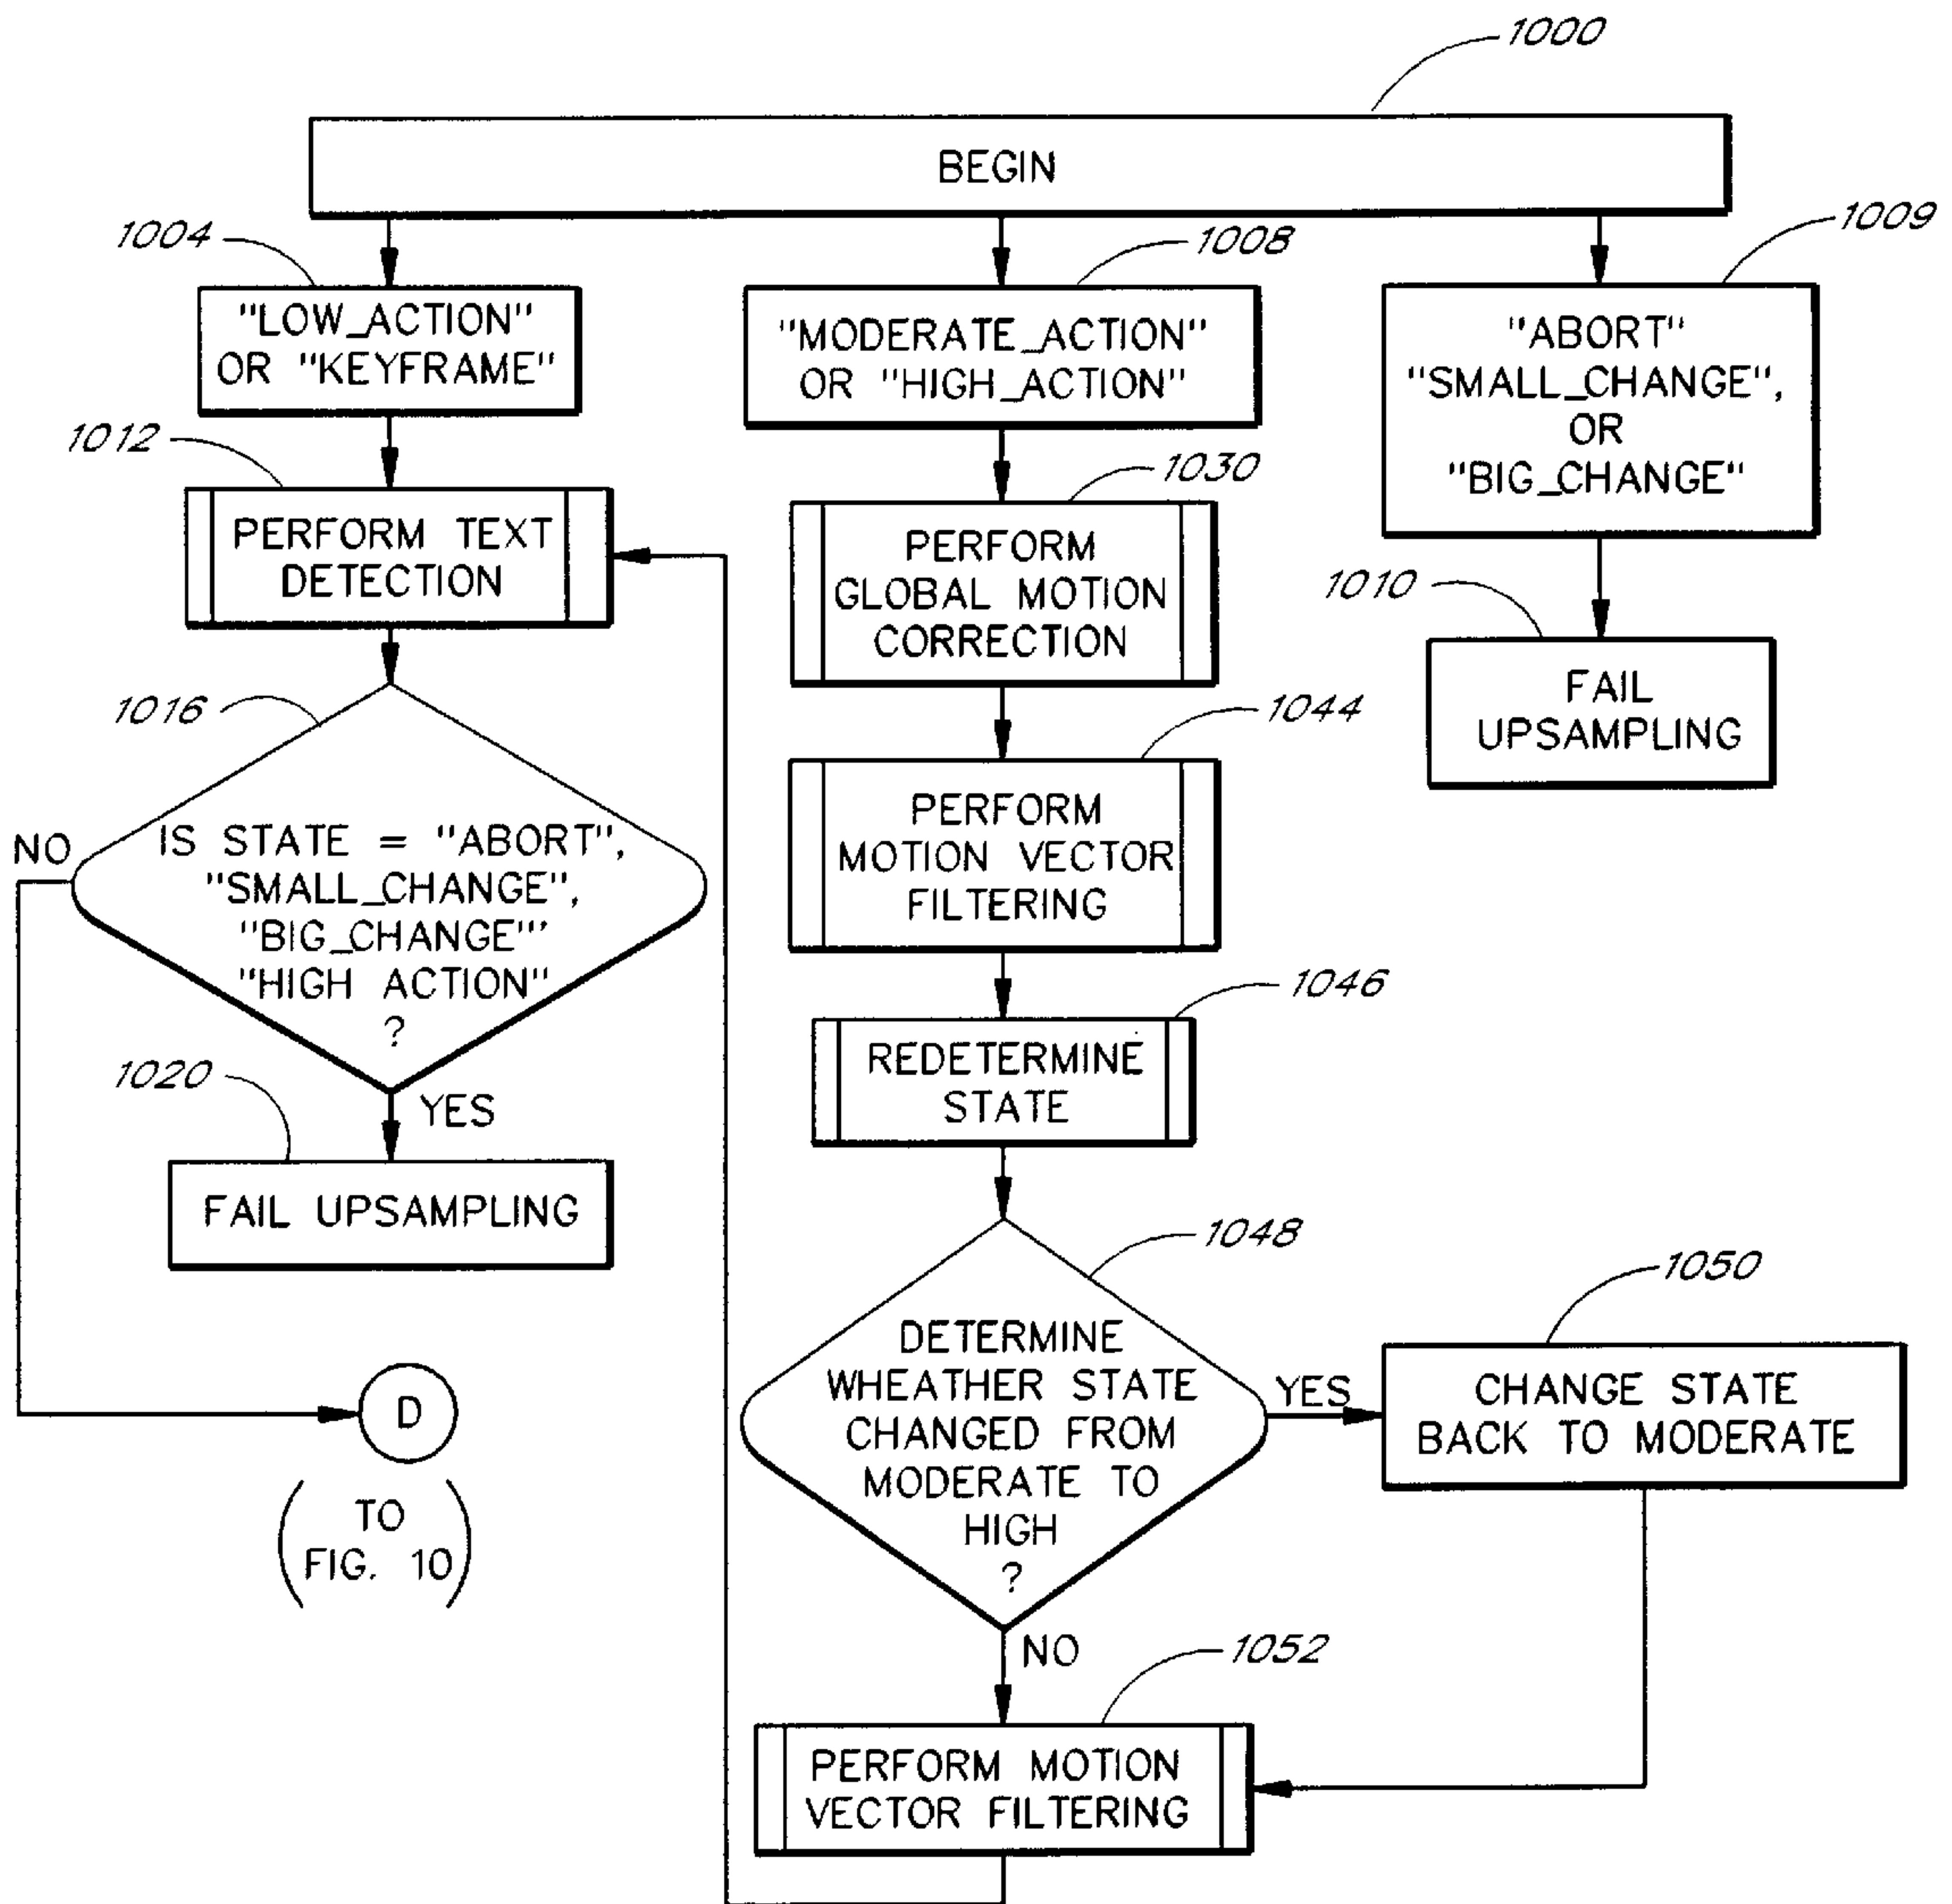 1000
BEGIN
1004
"LOW_ACTION"
OR "KEYFRAME"
1008
"MODERATE_ACTION"
OR "HIGH_ACTION"
1009
"ABORT"
"SMALL_CHANGE",
OR
"BIG_CHANGE"
1012
PERFORM TEXT
DETECTION
1030
PERFORM
GLOBAL MOTION
CORRECTION
1010
FAIL
UPSAMPLING
1016
IS STATE = "ABORT",
"SMALL_CHANGE",
"BIG_CHANGE"'
"HIGH ACTION"
?
NO
YES
1020
FAIL UPSAMPLING
D
TO
FIG. 10
1044
PERFORM
MOTION VECTOR
FILTERING
1046
REDETERMINE
STATE
1048
DETERMINE
WHEATHER STATE
CHANGED FROM
MODERATE TO
HIGH
?
YES
NO
1050
CHANGE STATE
BACK TO MODERATE
1052
PERFORM MOTION
VECTOR FILTERING